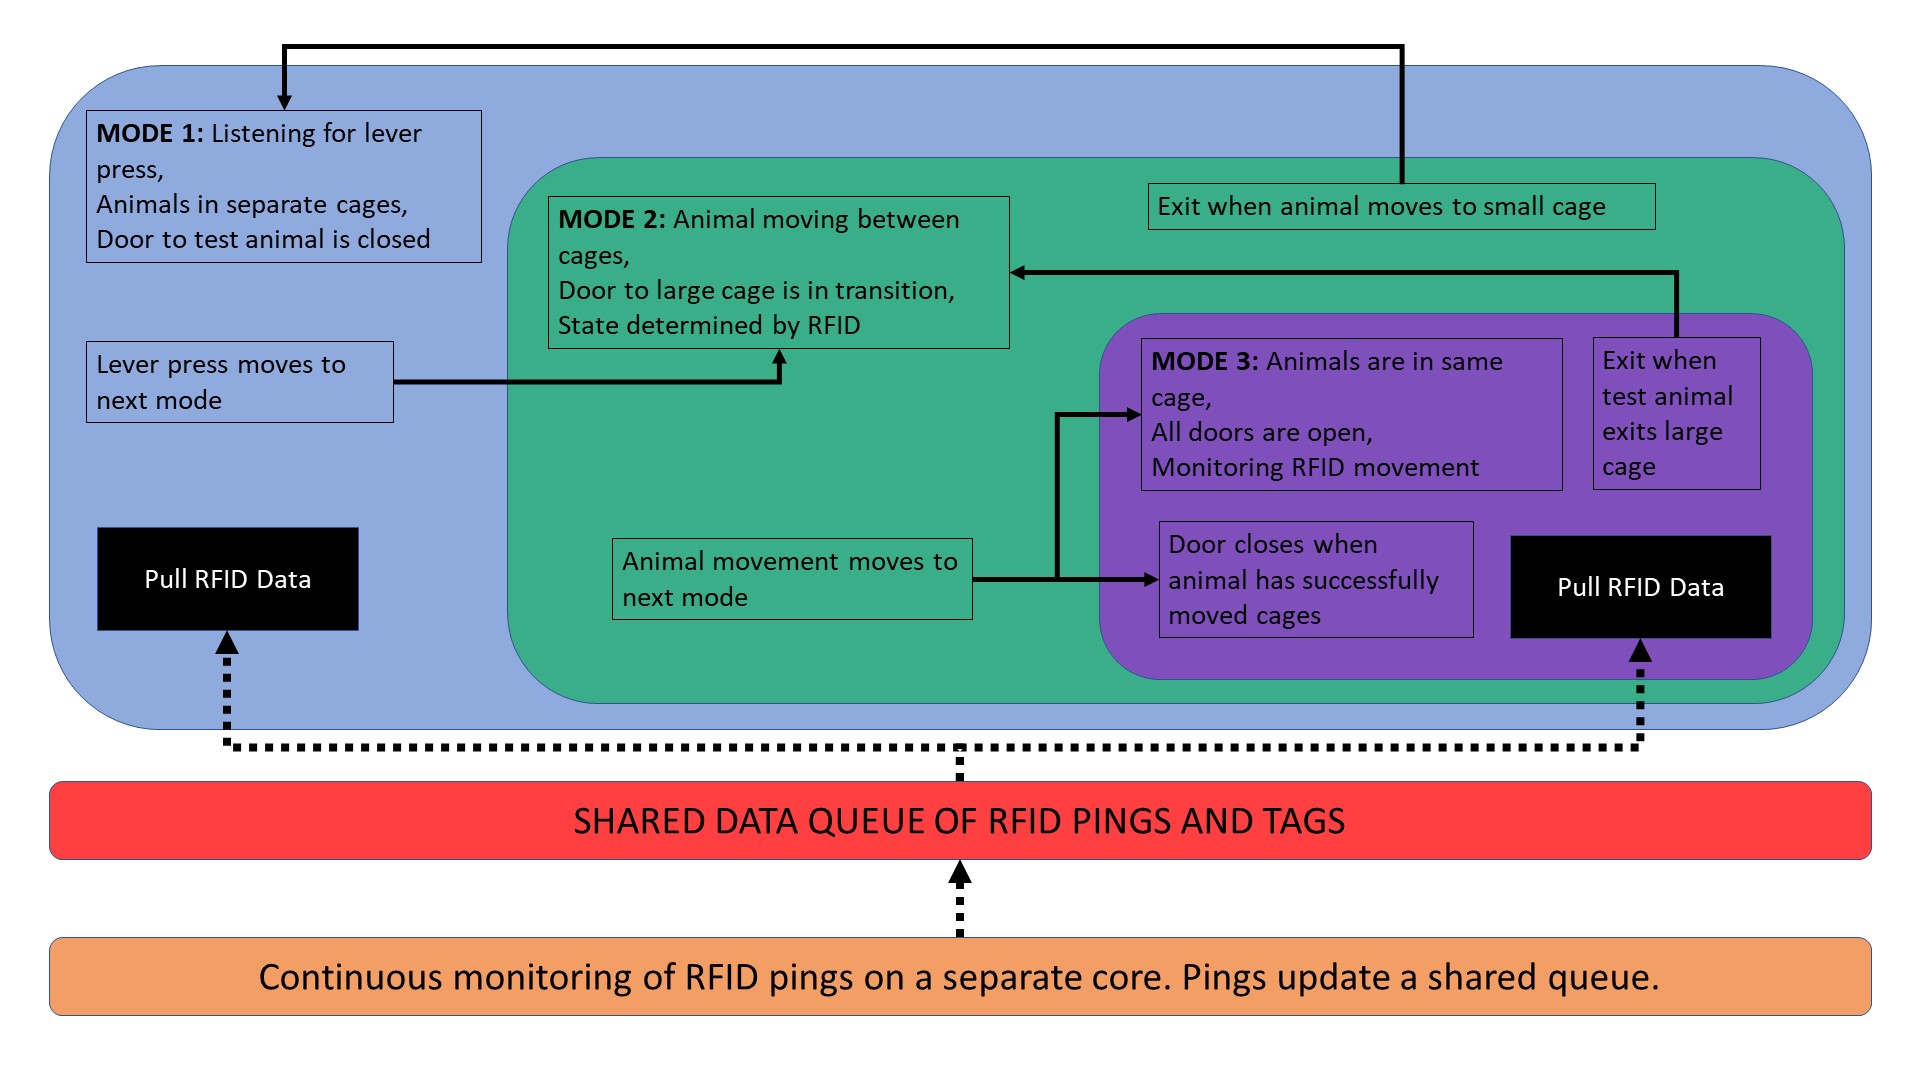 MODE 1: Listening for lever
press,
Animals in separate cages,
Door to test animal is closed
Lever press moves to
next mode
Pull RFID Data
MODE 2: Animal moving between
cages,
Door to large cage is in transition,
State determined by RFID
Exit when animal moves to small cage
Animal movement moves to
next mode
MODE 3: Animals are in same
cage,
All doors are open,
Monitoring RFID movement
Exit when
test animal
exits large
cage
Door closes when
animal has successfully
moved cages
Pull RFID Data
SHARED DATA QUEUE OF RFID PINGS AND TAGS
Continuous monitoring of RFID pings on a separate core. Pings update a shared queue.